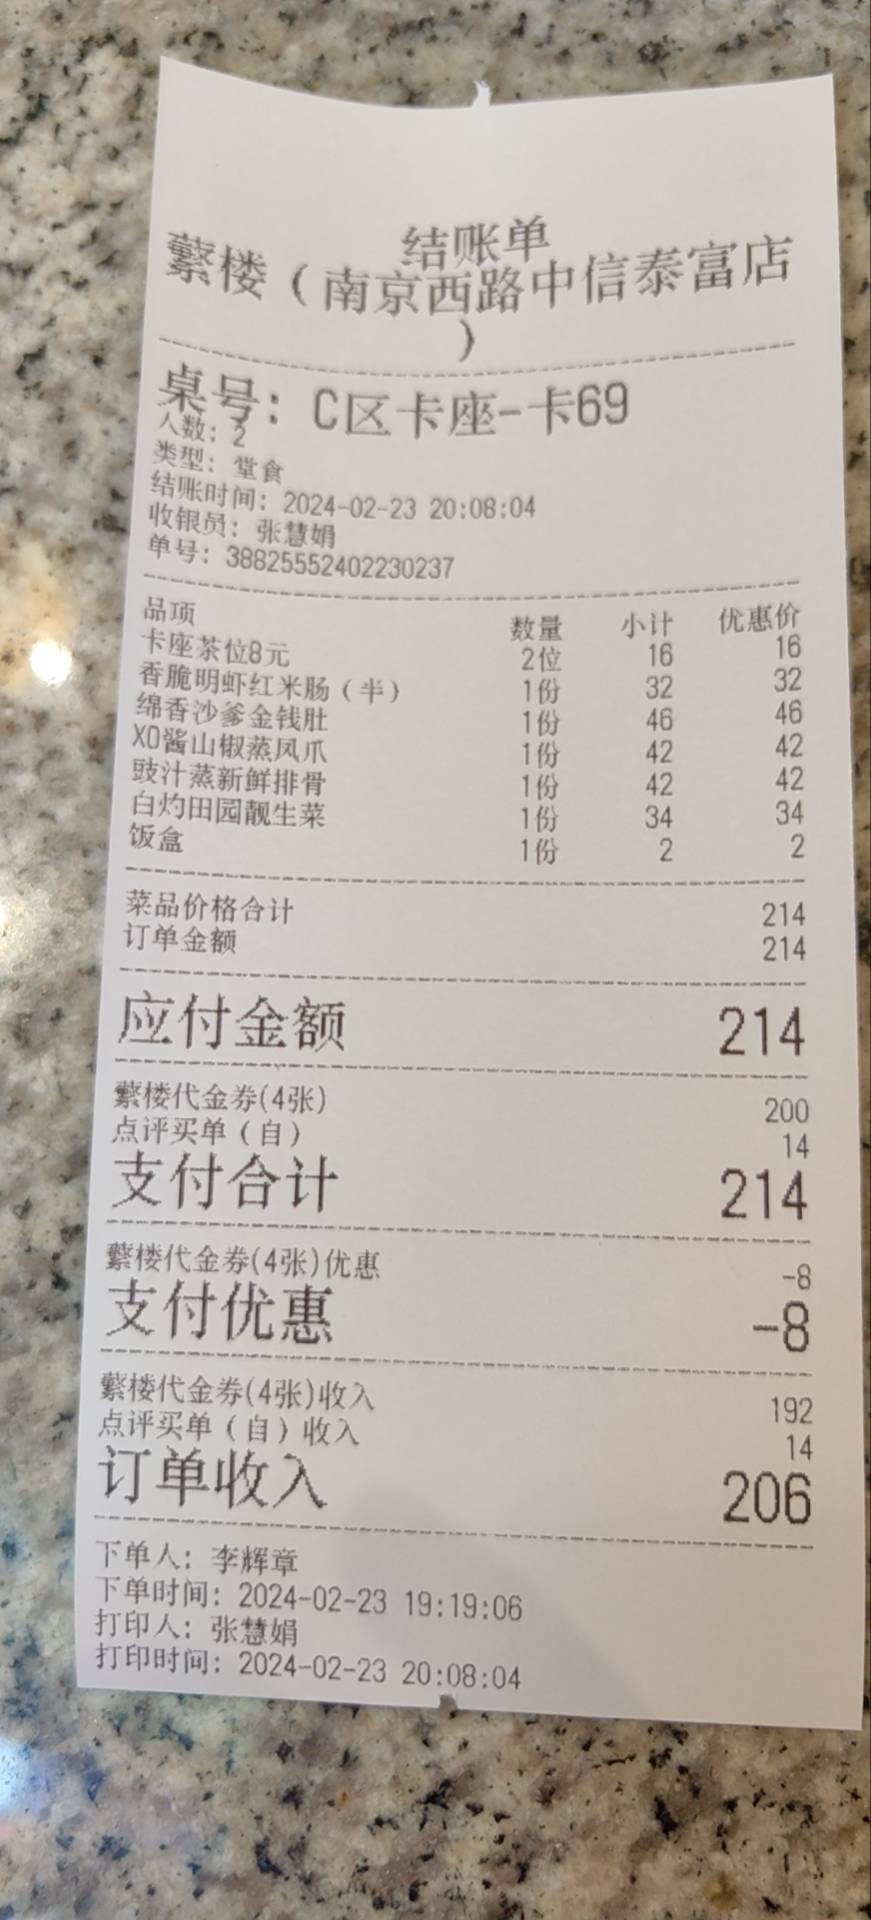 结账单
蘩楼（南京西路中信泰富店
）
桌号：C区卡座-卡69
人数：2
类型：堂食
结账时间：2024-02-23 20:08:04
收银员：张慧娟
单号：38825552402230237
品项 数量 小计 优惠价
卡座茶位8元 2位 16 16
香脆明虾红米肠（半） 1份 32 32
绵香沙爹金钱肚 1份 46 46
XO酱山椒蒸凤爪 1份 42 42
豉汁蒸新鲜排骨 1份 42 42
白灼田园靓生菜 1份 34 34
饭盒 1份 2 2
菜品价格合计 214
订单金额 214
应付金额 214
蘩楼代金券(4张) 200
点评买单（自） 14
支付合计 214
蘩楼代金券(4张)优惠 -8
支付优惠 -8
蘩楼代金券(4张)收入 192
点评买单（自）收入 14
订单收入 206
下单人：李辉章
下单时间：2024-02-23 19:19:06
打印人：张慧娟
打印时间：2024-02-23 20:08:04